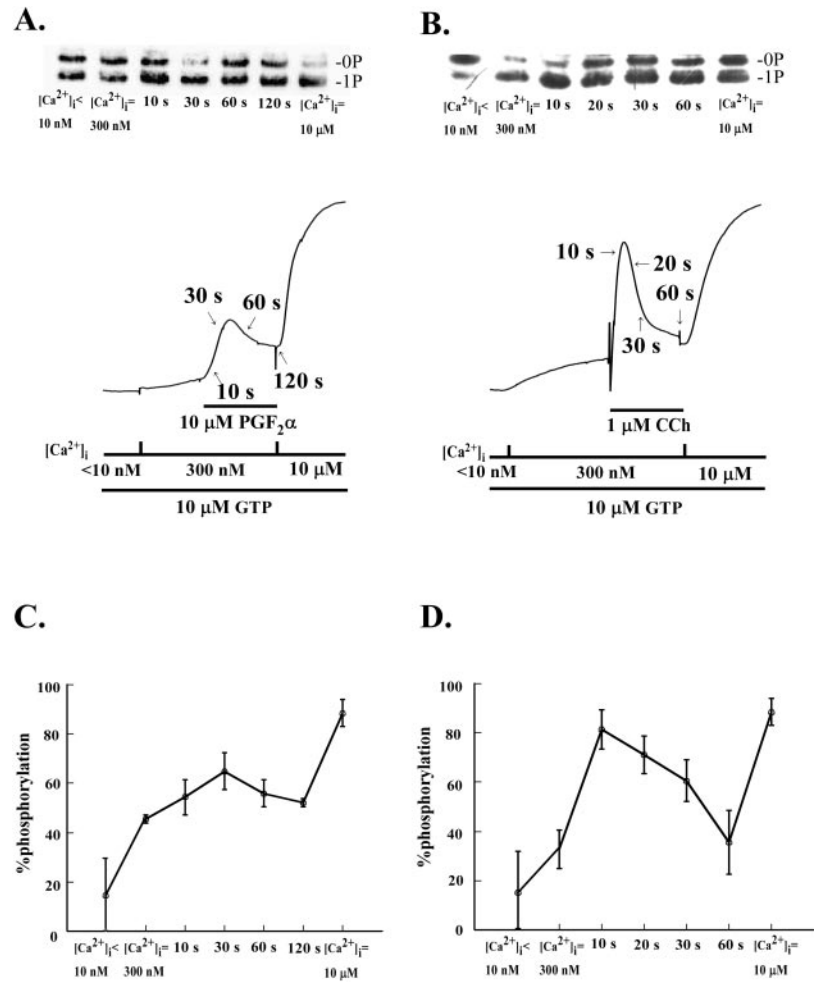 A.
-0P
-1P
[Ca²⁺]ᵢ< [Ca²⁺]ᵢ= 10 s 30 s 60 s 120 s [Ca²⁺]ᵢ=
10 nM 300 nM 10 μM
30 s 60 s
10 s 120 s
10 μM PGF₂α
[Ca²⁺]ᵢ
<10 nM 300 nM 10 μM
10 μM GTP
B.
-0P
-1P
[Ca²⁺]ᵢ< [Ca²⁺]ᵢ= 10 s 20 s 30 s 60 s [Ca²⁺]ᵢ=
10 nM 300 nM 10 μM
10 s 20 s
60 s
30 s
1 μM CCh
[Ca²⁺]ᵢ
<10 nM 300 nM 10 μM
10 μM GTP
C.
%phosphorylation
100
80
60
40
20
0
[Ca²⁺]ᵢ< [Ca²⁺]ᵢ= 10 s 30 s 60 s 120 s [Ca²⁺]ᵢ=
10 nM 300 nM 10 μM
D.
%phosphorylation
100
80
60
40
20
0
[Ca²⁺]ᵢ< [Ca²⁺]ᵢ= 10 s 20 s 30 s 60 s [Ca²⁺]ᵢ=
10 nM 300 nM 10 μM